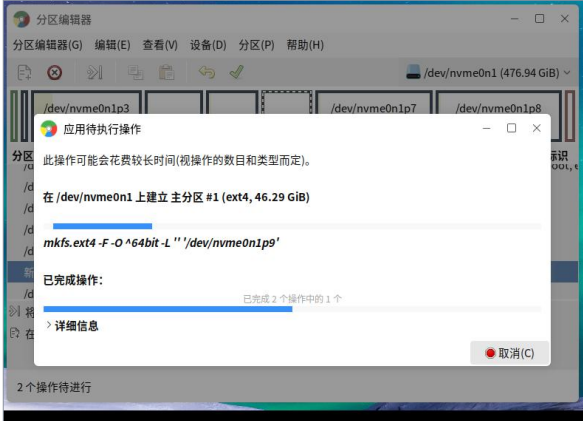 分区编辑器
分区编辑器(G) 编辑(E) 查看(V) 设备(D) 分区(P) 帮助(H)
/dev/nvme0n1 (476.94 GiB)
/dev/nvme0n1p3 /dev/nvme0n1p7 /dev/nvme0n1p8
应用待执行操作
分区 标识
此操作可能会花费较长时间(视操作的数目和类型而定)。
/d
在 /dev/nvme0n1 上建立 主分区 #1 (ext4, 46.29 GiB)
/d
/d
mkfs.ext4 -F -O ^64bit -L '' '/dev/nvme0n1p9'
/d
新
已完成操作:
/d
已完成 2 个操作中的 1 个
将
详细信息
在
取消(C)
2 个操作待进行